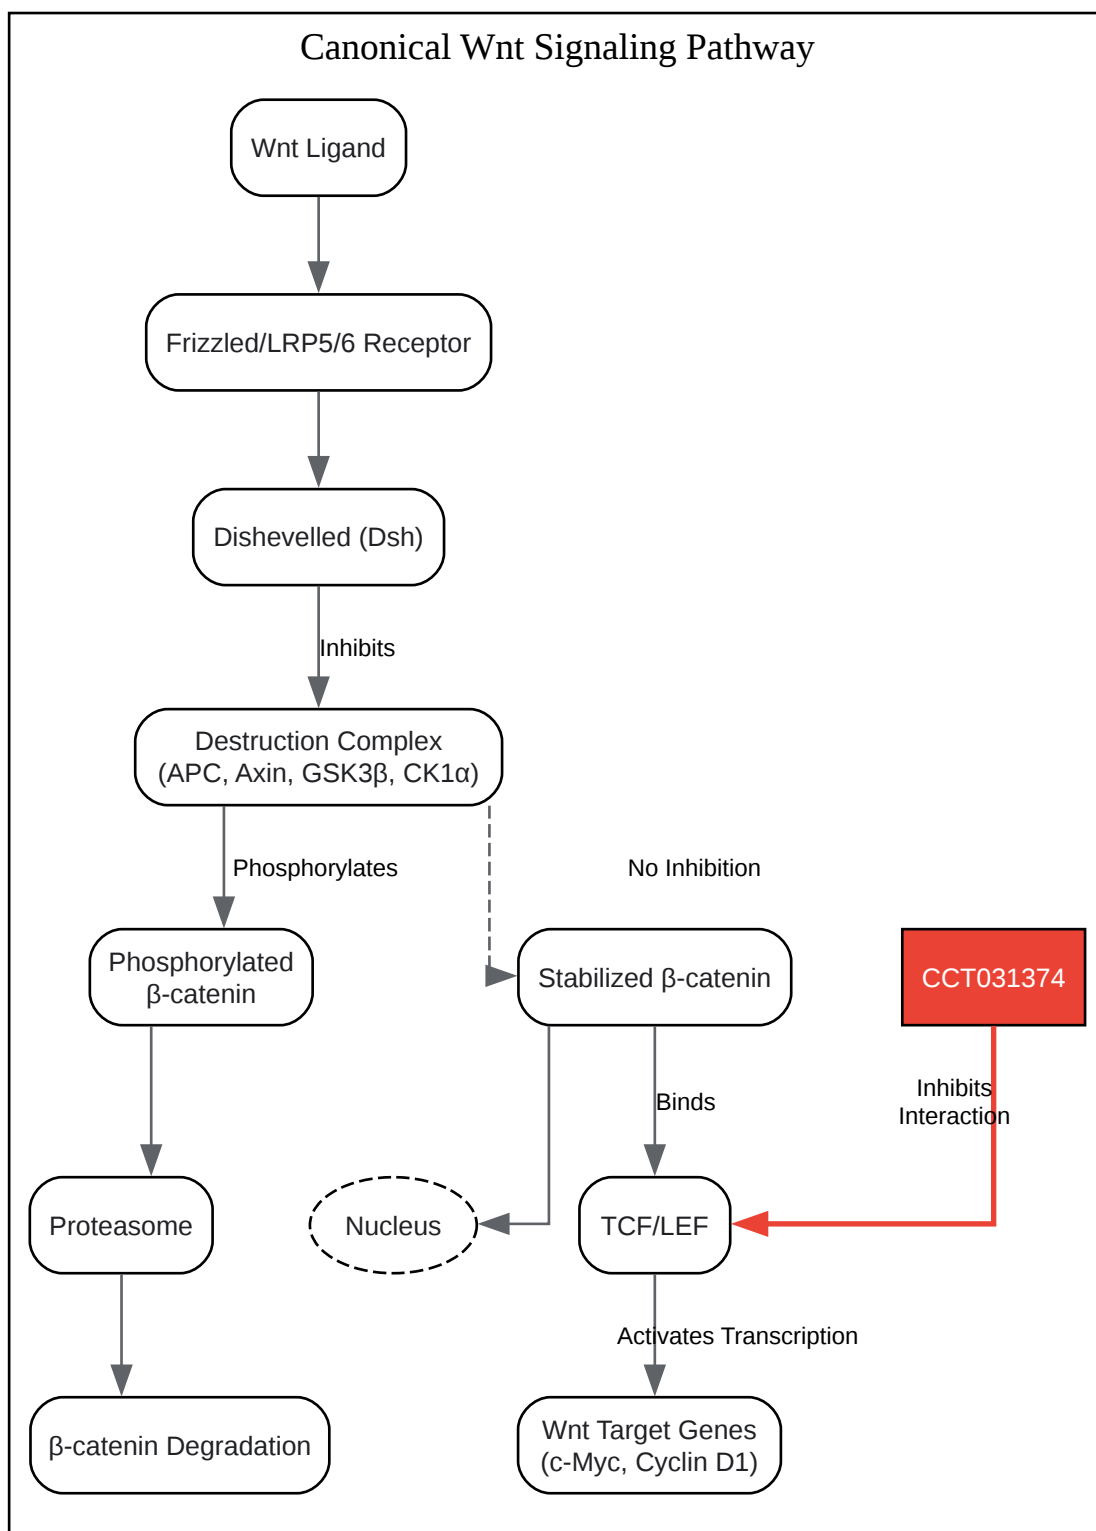 Canonical Wnt Signaling Pathway
Wnt Ligand
Frizzled/LRP5/6 Receptor
Dishevelled (Dsh)
Inhibits
Destruction Complex
(APC, Axin, GSK3β, CK1α)
Phosphorylates
No Inhibition
Phosphorylated
β-catenin
Stabilized β-catenin
CCT031374
Binds
Inhibits
Interaction
Proteasome
Nucleus
TCF/LEF
Activates Transcription
β-catenin Degradation
Wnt Target Genes
(c-Myc, Cyclin D1)